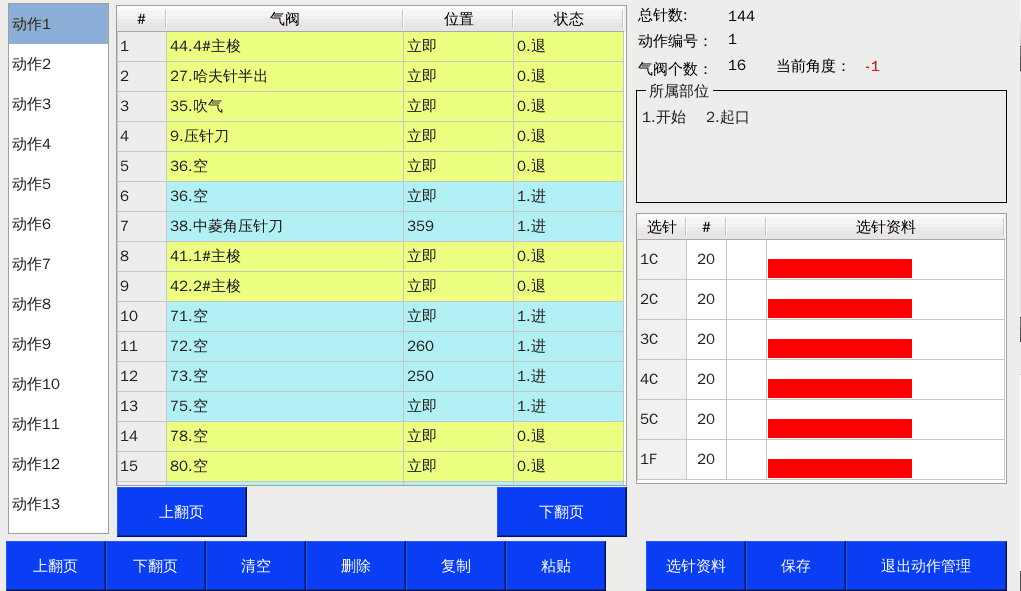 动作1
动作2
动作3
动作4
动作5
动作6
动作7
动作8
动作9
动作10
动作11
动作12
动作13
# 气阀 位置 状态
1 44.4#主梭 立即 0.退
2 27.哈夫针半出 立即 0.退
3 35.吹气 立即 0.退
4 9.压针刀 立即 0.退
5 36.空 立即 0.退
6 36.空 立即 1.进
7 38.中菱角压针刀 359 1.进
8 41.1#主梭 立即 0.退
9 42.2#主梭 立即 0.退
10 71.空 立即 1.进
11 72.空 260 1.进
12 73.空 250 1.进
13 75.空 立即 1.进
14 78.空 立即 0.退
15 80.空 立即 0.退
上翻页 下翻页
总针数: 144
动作编号： 1
气阀个数： 16 当前角度： -1
所属部位
1.开始 2.起口
选针 # 选针资料
1C 20
2C 20
3C 20
4C 20
5C 20
1F 20
上翻页 下翻页 清空 删除 复制 粘贴 选针资料 保存 退出动作管理